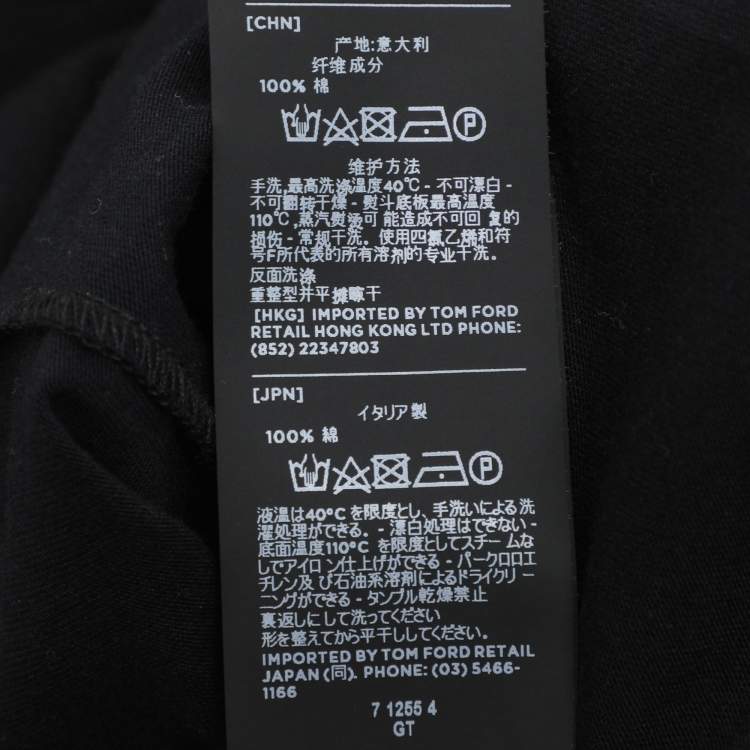 [CHN]
产地:意大利
纤维成分
100% 棉
P
维护方法
手洗,最高洗涤温度40℃ - 不可漂白 -
不可翻转干燥 - 熨斗底板最高温度
110℃,蒸汽熨烫可 能造成不可回 复的
损伤 - 常规干洗。使用四氯乙烯和符
号F所代表的所有溶剂的专业干洗。
反面洗涤
重整型并平摊晾干
[HKG] IMPORTED BY TOM FORD
RETAIL HONG KONG LTD PHONE:
(852) 22347803
[JPN]
イタリア製
100% 綿
P
液温は40℃ を限度とし、手洗いによる洗
濯処理ができる。- 漂白処理はできない -
底面温度110℃ を限度としてスチー ムな
しでアイロ ン仕上げができる - パークロロエ
チレン及 び石油系溶剤によるドライクリ ー
ニングができる - タンブル乾燥禁止
裏返しにして洗ってください
形を整えてから平干ししてください。
IMPORTED BY TOM FORD RETAIL
JAPAN (同). PHONE: (03) 5466-
1166
7 1255 4
GT